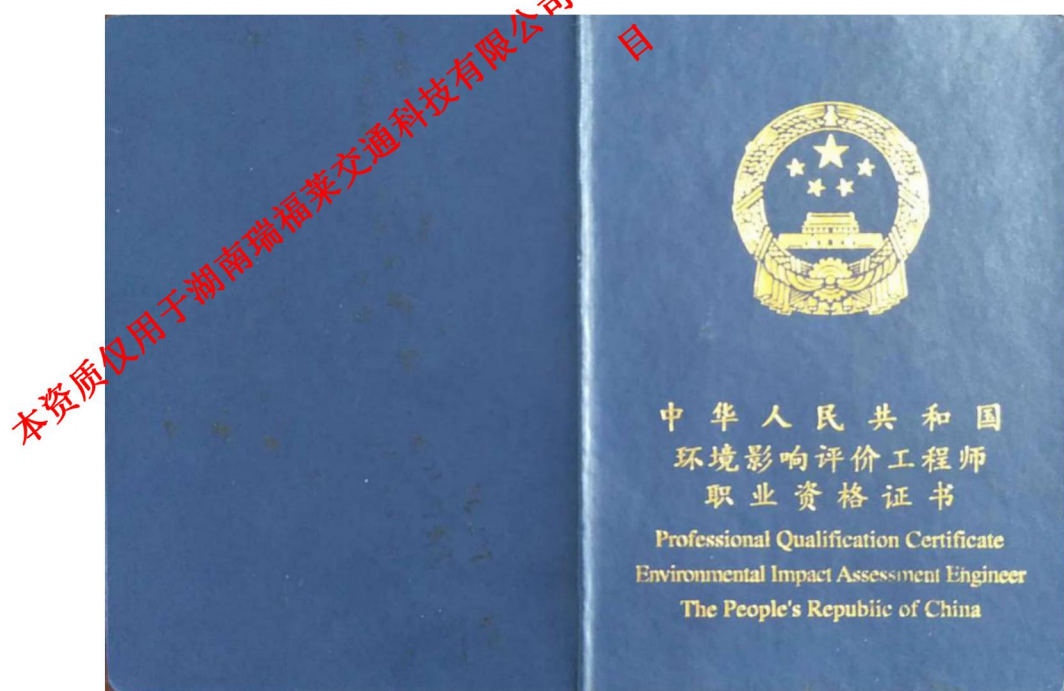 本资质仅用于湖南瑞福莱交通科技有限公司
目
中华人民共和国
环境影响评价工程师
职业资格证书
Professional Qualification Certificate
Environmental Impact Assessment Engineer
The People's Republic of China